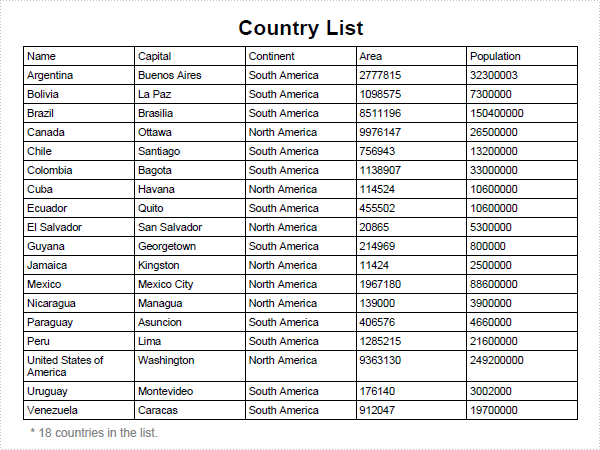 Country List
Name Capital Continent Area Population
Argentina Buenos Aires South America 2777815 32300003
Bolivia La Paz South America 1098575 7300000
Brazil Brasilia South America 8511196 150400000
Canada Ottawa North America 9976147 26500000
Chile Santiago South America 756943 13200000
Colombia Bagota South America 1138907 33000000
Cuba Havana North America 114524 10600000
Ecuador Quito South America 455502 10600000
El Salvador San Salvador North America 20865 5300000
Guyana Georgetown South America 214969 800000
Jamaica Kingston North America 11424 2500000
Mexico Mexico City North America 1967180 88600000
Nicaragua Managua North America 139000 3900000
Paraguay Asuncion South America 406576 4660000
Peru Lima South America 1285215 21600000
United States of Washington North America 9363130 249200000
America
Uruguay Montevideo South America 176140 3002000
Venezuela Caracas South America 912047 19700000
* 18 countries in the list.